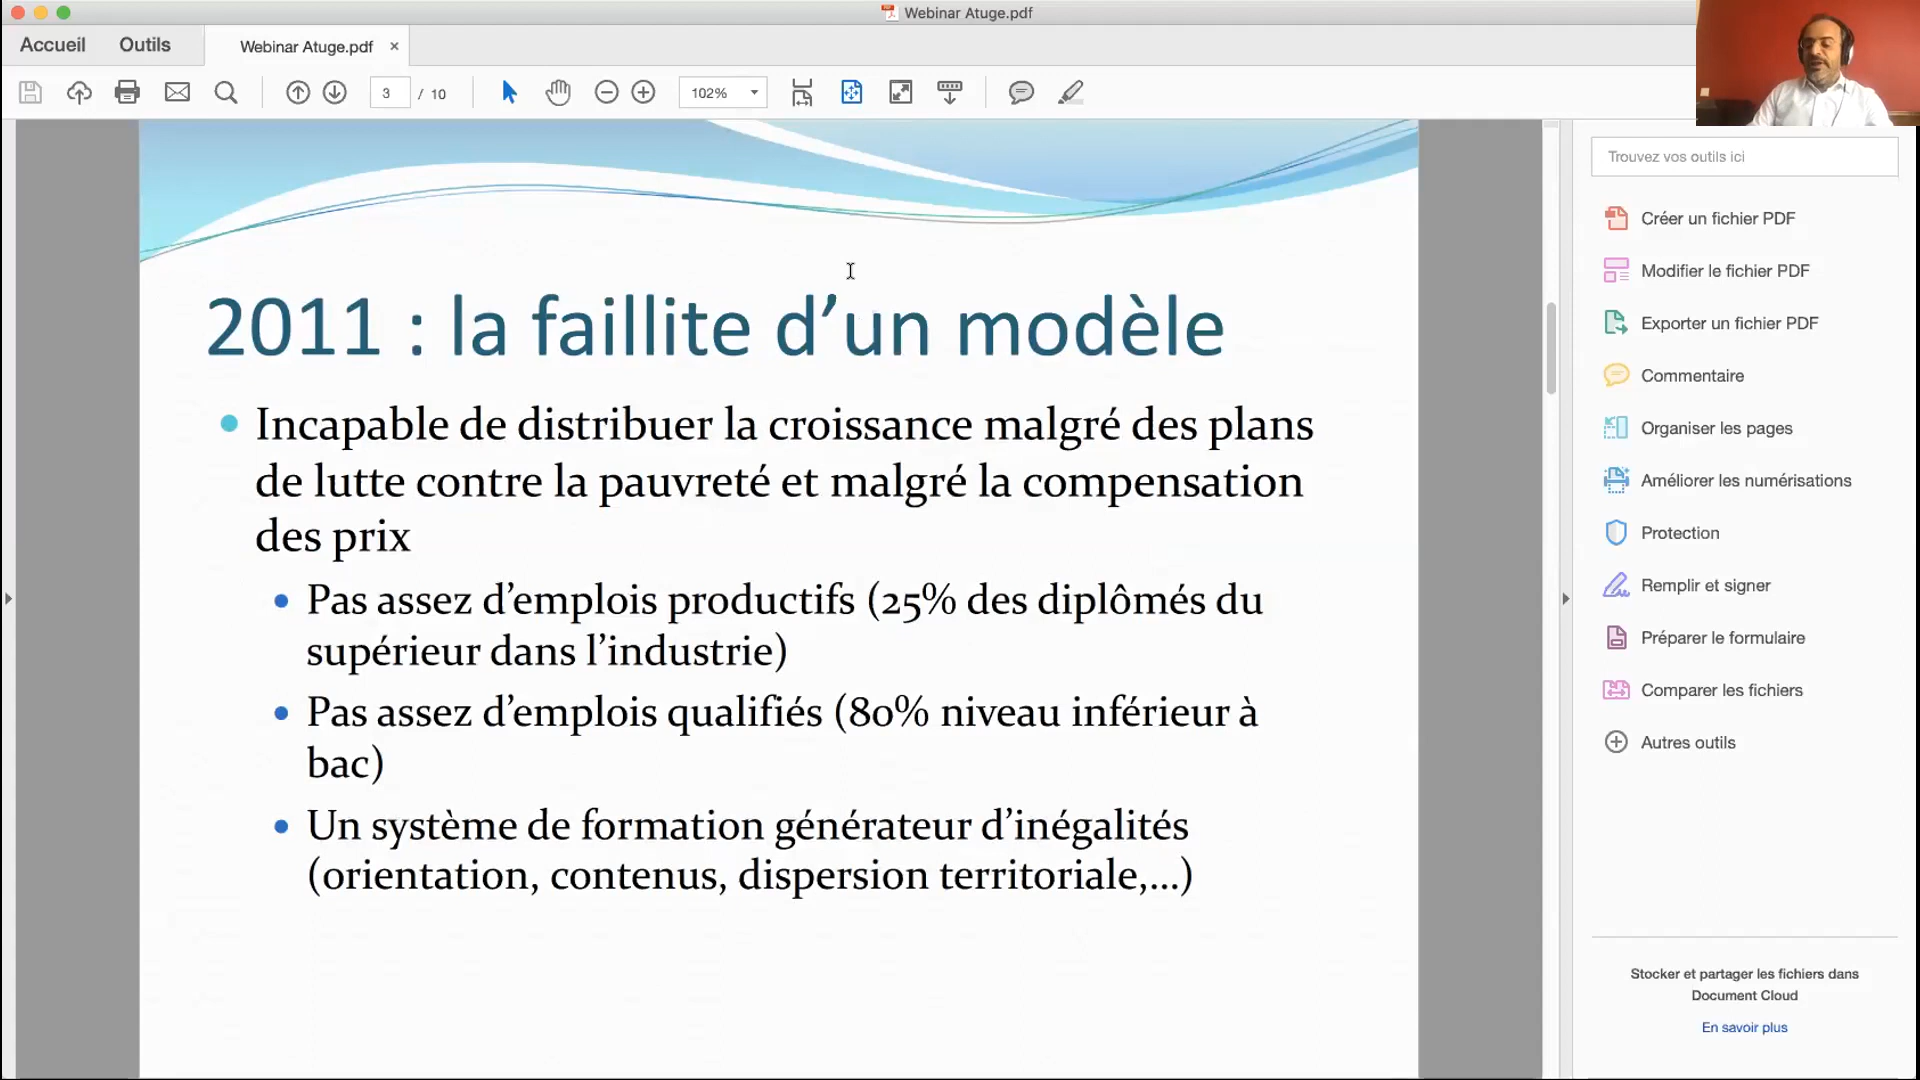 Webinar Atuge.pdf
Accueil
Outils
Webinar Atuge.pdf ×
3 / 10
102%
Trouvez vos outils ici
2011 : la faillite d’un modèle
Incapable de distribuer la croissance malgré des plans
de lutte contre la pauvreté et malgré la compensation
des prix
Pas assez d’emplois productifs (25% des diplômés du
supérieur dans l’industrie)
Pas assez d’emplois qualifiés (80% niveau inférieur à
bac)
Un système de formation générateur d’inégalités
(orientation, contenus, dispersion territoriale,...)
Créer un fichier PDF
Modifier le fichier PDF
Exporter un fichier PDF
Commentaire
Organiser les pages
Améliorer les numérisations
Protection
Remplir et signer
Préparer le formulaire
Comparer les fichiers
Autres outils
Stocker et partager les fichiers dans
Document Cloud
En savoir plus